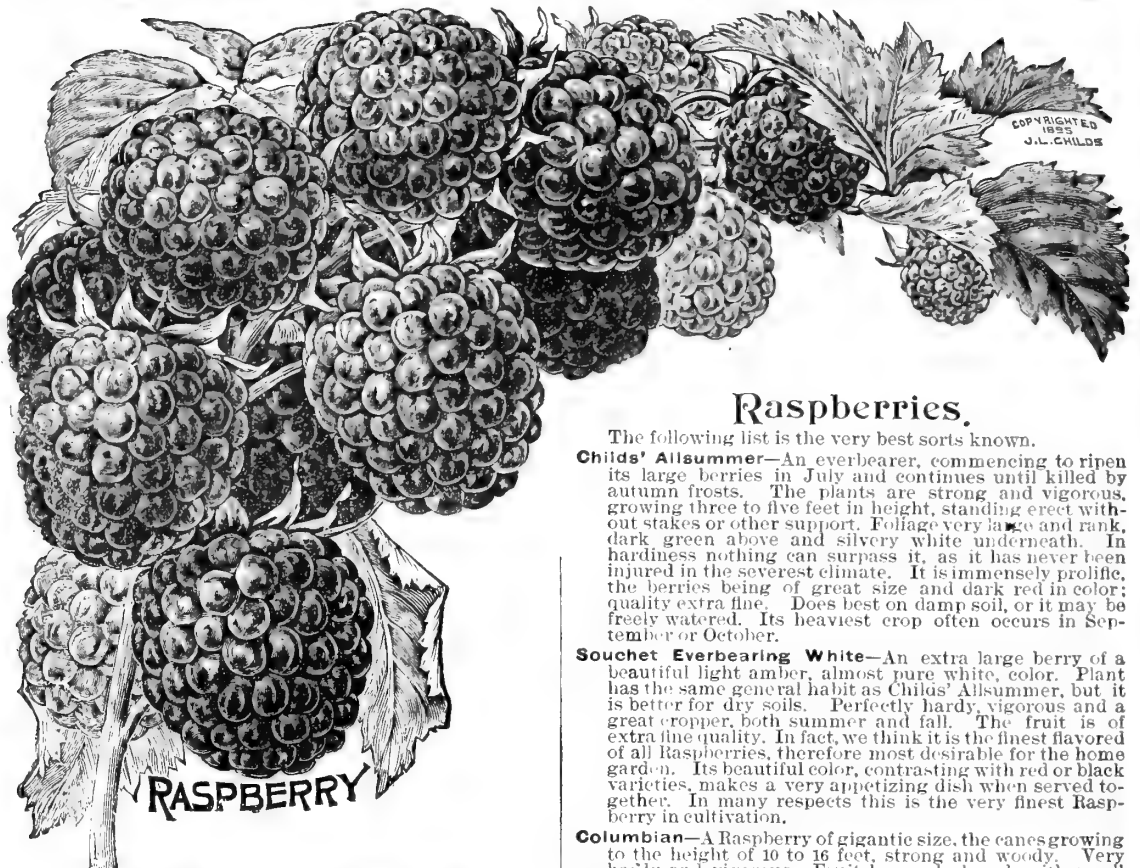 COPYRIGHTED
1895
J.L.CHILDS
RASPBERRY
Raspberries.
The following list is the very best sorts known.
Childs' Allsummer—An everbearer, commencing to ripen
its large berries in July and continues until killed by
autumn frosts. The plants are strong and vigorous,
growing three to five feet in height, standing erect with-
out stakes or other support. Foliage very large and rank,
dark green above and silvery white underneath. In
hardiness nothing can surpass it, as it has never been
injured in the severest climate. It is immensely prolific,
the berries being of great size and dark red in color;
quality extra fine. Does best on damp soil, or it may be
freely watered. Its heaviest crop often occurs in Sep-
tember or October.
Souchet Everbearing White—An extra large berry of a
beautiful light amber, almost pure white, color. Plant
has the same general habit as Childs' Allsummer, but it
is better for dry soils. Perfectly hardy, vigorous and a
great cropper, both summer and fall. The fruit is of
extra fine quality. In fact, we think it is the finest flavored
of all Raspberries, therefore most desirable for the home
garden. Its beautiful color, contrasting with red or black
varieties, makes a very appetizing dish when served to-
gether. In many respects this is the very finest Rasp-
berry in cultivation.
Columbian—A Raspberry of gigantic size, the canes growing
to the height of 10 to 16 feet, strong and woody. Very